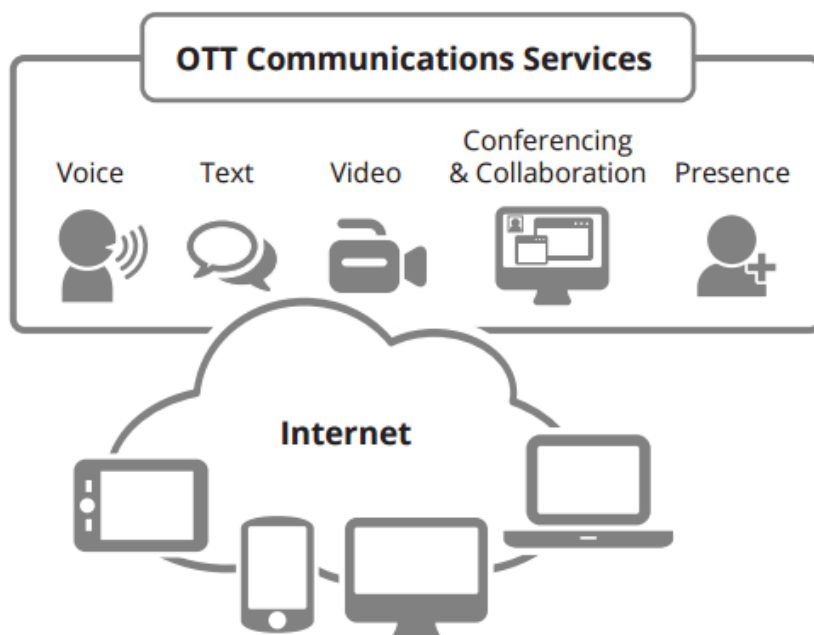 OTT Communications Services
Voice
Text
Video
Conferencing
& Collaboration
Presence
Internet